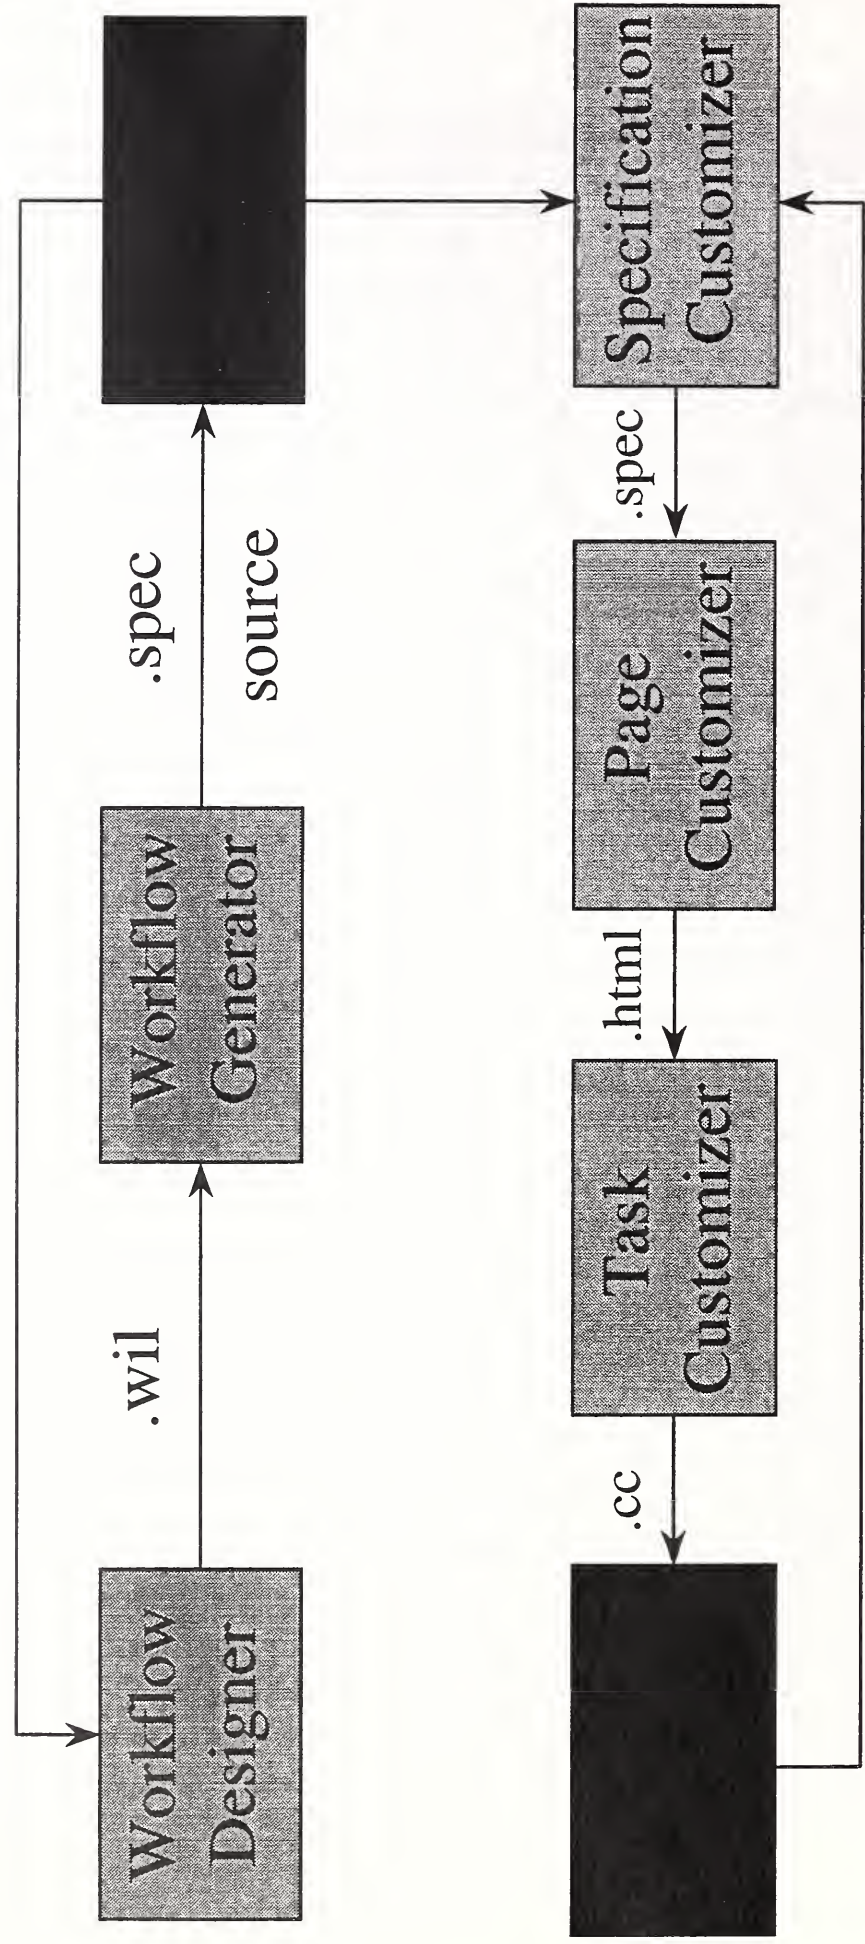 Workflow
Designer
.wil
Workflow
Generator
.spec
source
Specification
Customizer
.spec
Page
Customizer
.html
Task
Customizer
.cc